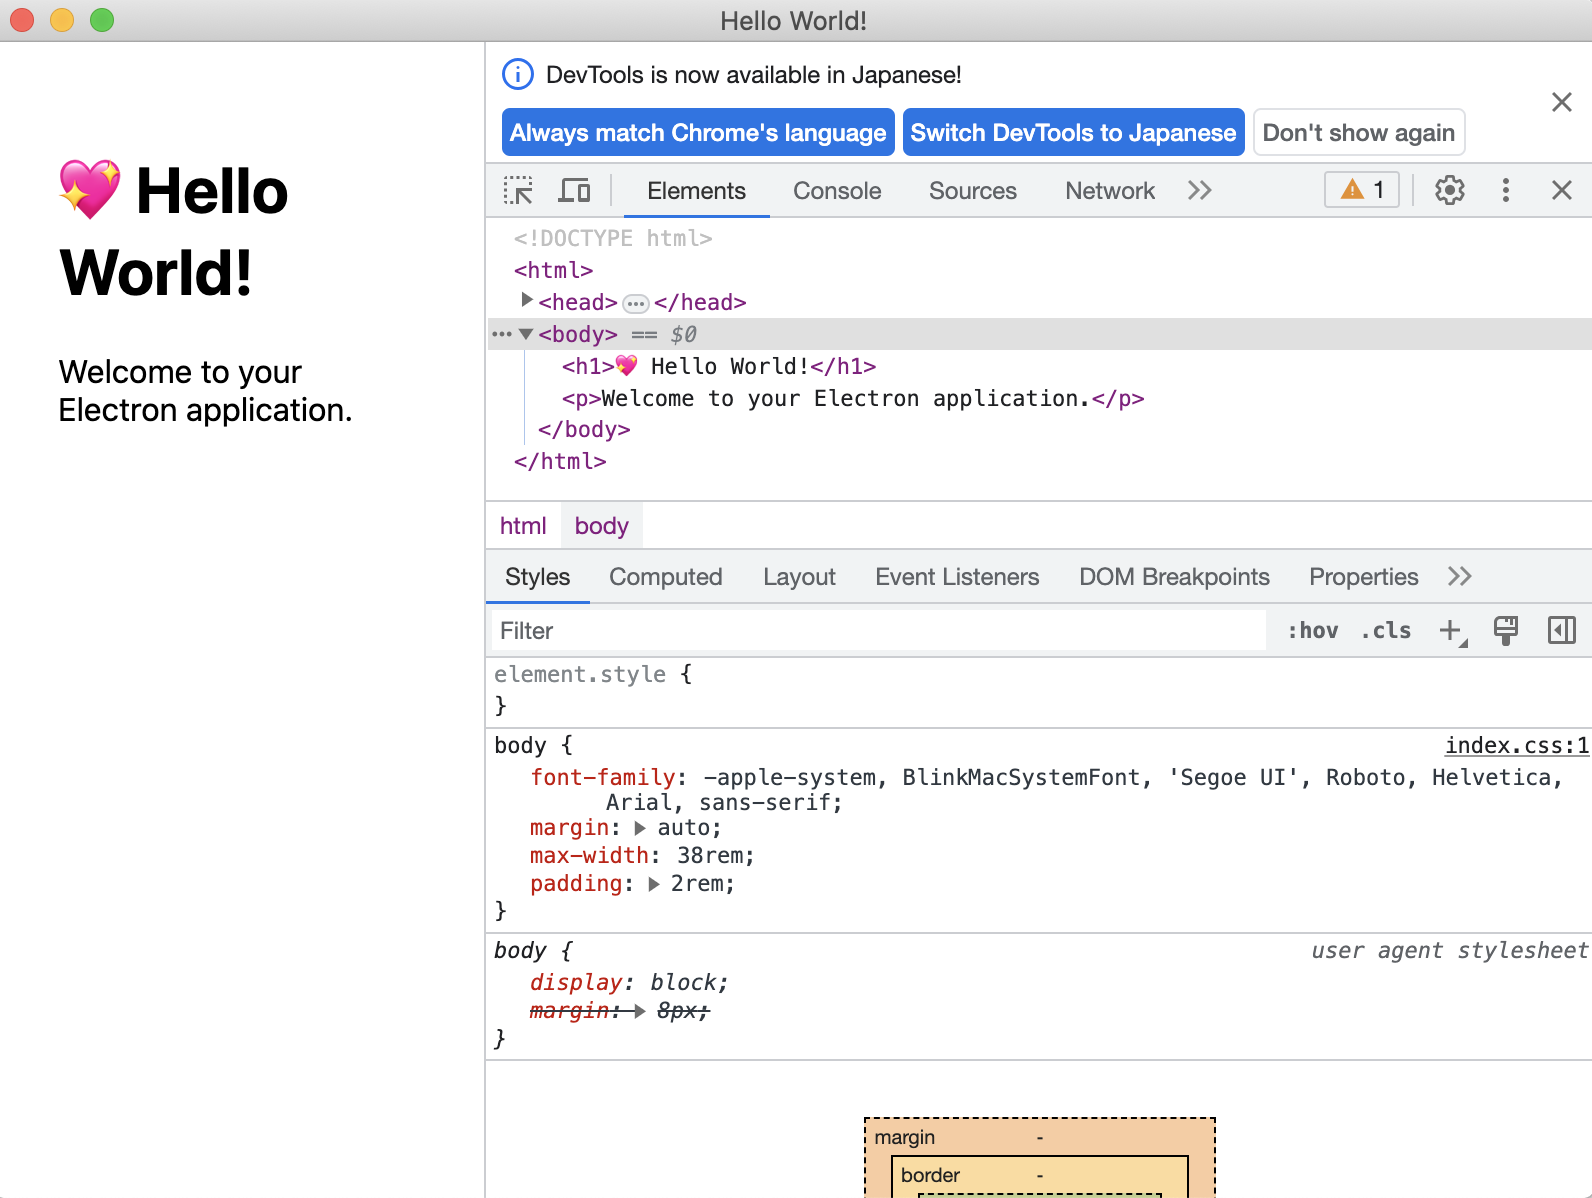 Hello World!
💖 Hello
World!
Welcome to your
Electron application.
DevTools is now available in Japanese!
Always match Chrome's language Switch DevTools to Japanese Don't show again
Elements Console Sources Network 1
<!DOCTYPE html>
<html>
<head>…</head>
<body> == $0
<h1>💖 Hello World!</h1>
<p>Welcome to your Electron application.</p>
</body>
</html>
html body
Styles Computed Layout Event Listeners DOM Breakpoints Properties
Filter :hov .cls
element.style {
}
body { index.css:1
font-family: -apple-system, BlinkMacSystemFont, 'Segoe UI', Roboto, Helvetica,
Arial, sans-serif;
margin: auto;
max-width: 38rem;
padding: 2rem;
}
body { user agent stylesheet
display: block;
margin: 8px;
}
margin -
border -